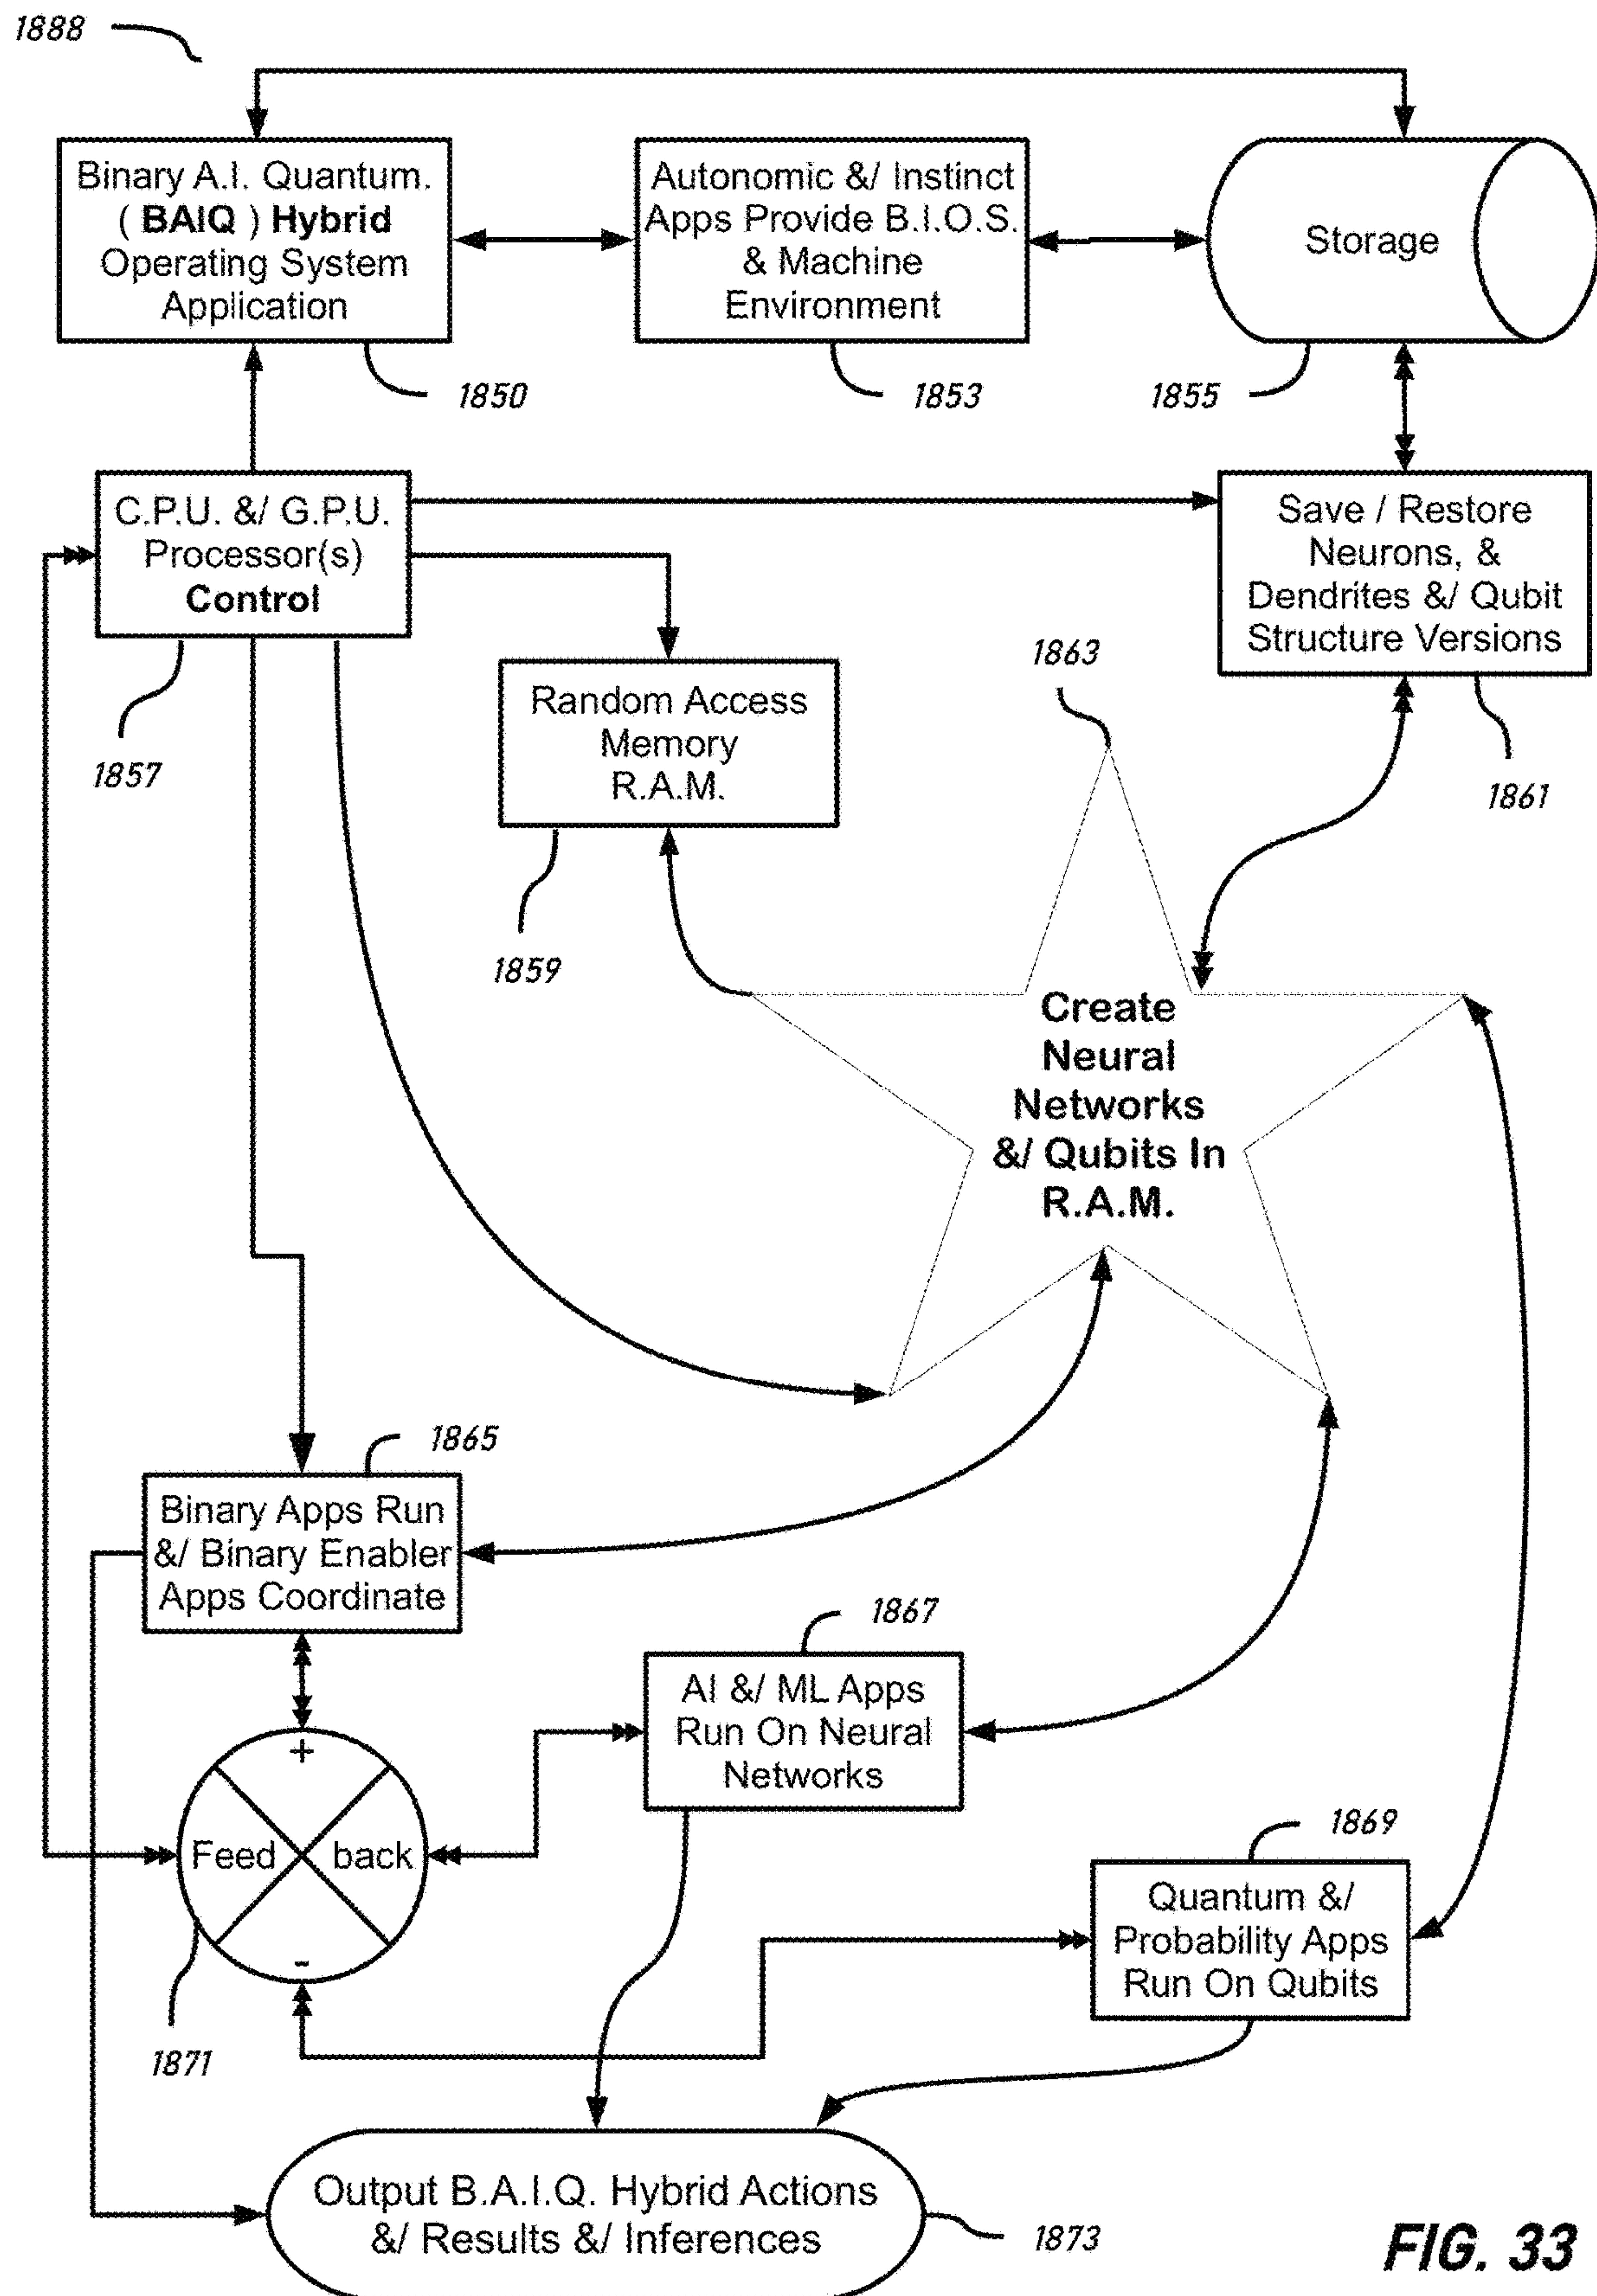 1888
Binary A.I. Quantum.
( BAIQ ) Hybrid
Operating System
Application
1850
Autonomic &/ Instinct
Apps Provide B.I.O.S.
& Machine
Environment
1853
Storage
1855
C.P.U. &/ G.P.U.
Processor(s)
Control
1857
Random Access
Memory
R.A.M.
1859
Save / Restore
Neurons, &
Dendrites &/ Qubit
Structure Versions
1861
1863
Create
Neural
Networks
&/ Qubits In
R.A.M.
1865
Binary Apps Run
&/ Binary Enabler
Apps Coordinate
1867
AI &/ ML Apps
Run On Neural
Networks
1869
Quantum &/
Probability Apps
Run On Qubits
+
Feed back
-
1871
Output B.A.I.Q. Hybrid Actions
&/ Results &/ Inferences
1873
FIG. 33